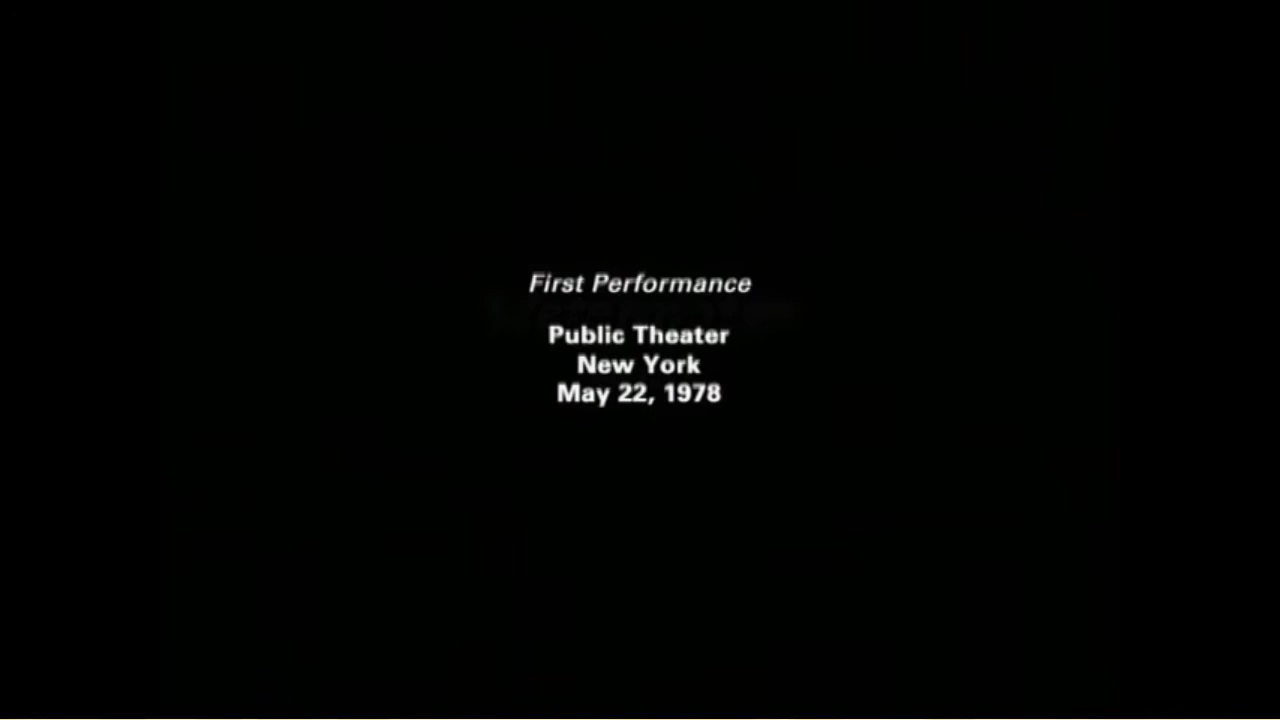 First Performance
Public Theater
New York
May 22, 1978